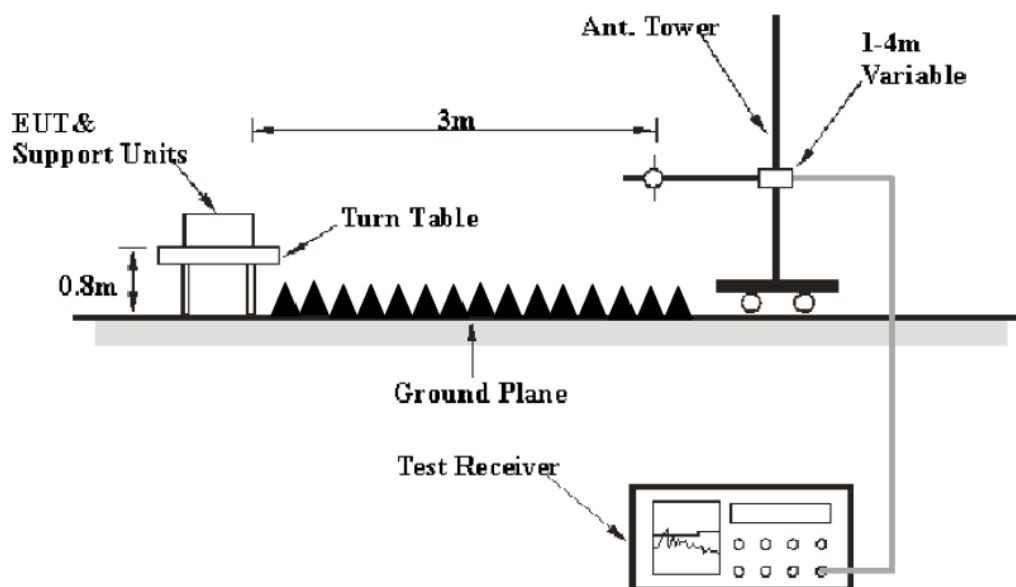 Ant. Tower
1-4m
Variable
EUT&
Support Units
3m
Turn Table
0.8m
Ground Plane
Test Receiver